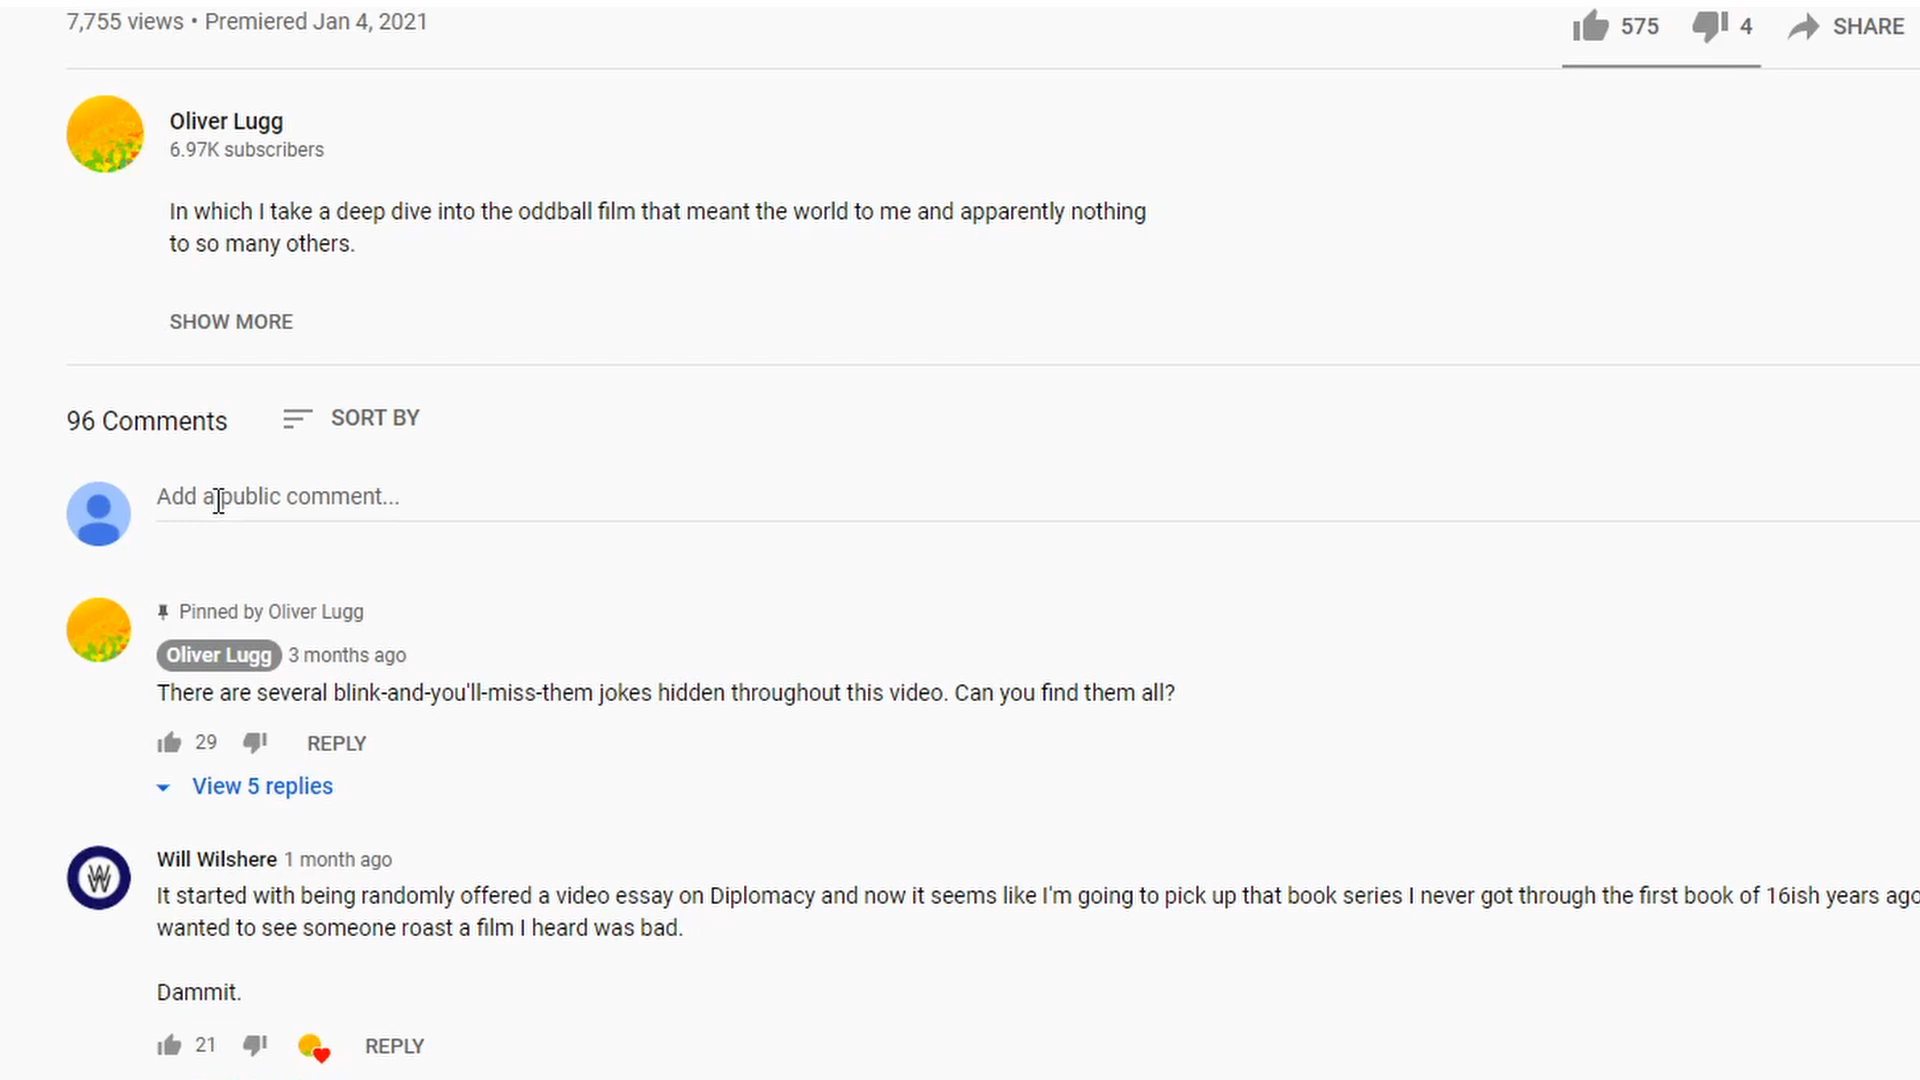 7,755 views • Premiered Jan 4, 2021
575 4 SHARE
Oliver Lugg
6.97K subscribers
In which I take a deep dive into the oddball film that meant the world to me and apparently nothing
to so many others.
SHOW MORE
96 Comments SORT BY
Add a public comment...
Pinned by Oliver Lugg
Oliver Lugg 3 months ago
There are several blink-and-you'll-miss-them jokes hidden throughout this video. Can you find them all?
29 REPLY
View 5 replies
W
Will Wilshere 1 month ago
It started with being randomly offered a video essay on Diplomacy and now it seems like I'm going to pick up that book series I never got through the first book of 16ish years ago
wanted to see someone roast a film I heard was bad.
Dammit.
21 REPLY